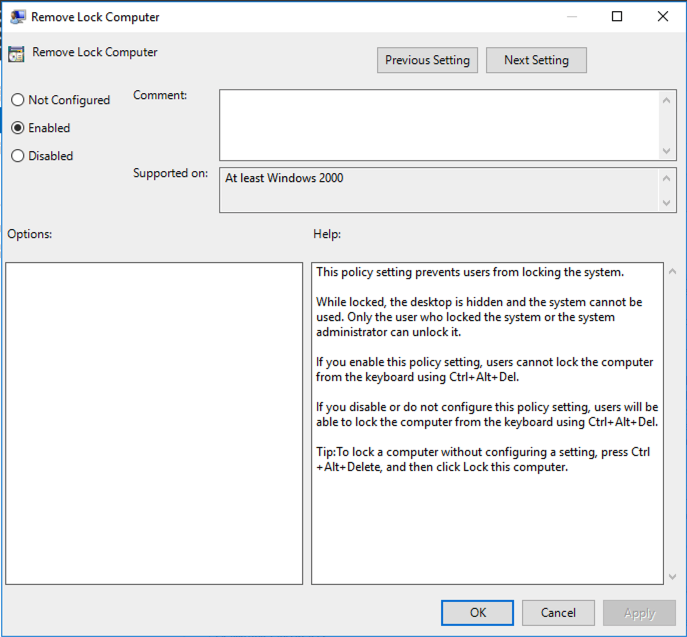 Remove Lock Computer
Remove Lock Computer
Previous Setting
Next Setting
Not Configured
Enabled
Disabled
Comment:
Supported on:
At least Windows 2000
Options:
Help:
This policy setting prevents users from locking the system.
While locked, the desktop is hidden and the system cannot be
used. Only the user who locked the system or the system
administrator can unlock it.
If you enable this policy setting, users cannot lock the computer
from the keyboard using Ctrl+Alt+Del.
If you disable or do not configure this policy setting, users will be
able to lock the computer from the keyboard using Ctrl+Alt+Del.
Tip:To lock a computer without configuring a setting, press Ctrl
+Alt+Delete, and then click Lock this computer.
OK
Cancel
Apply